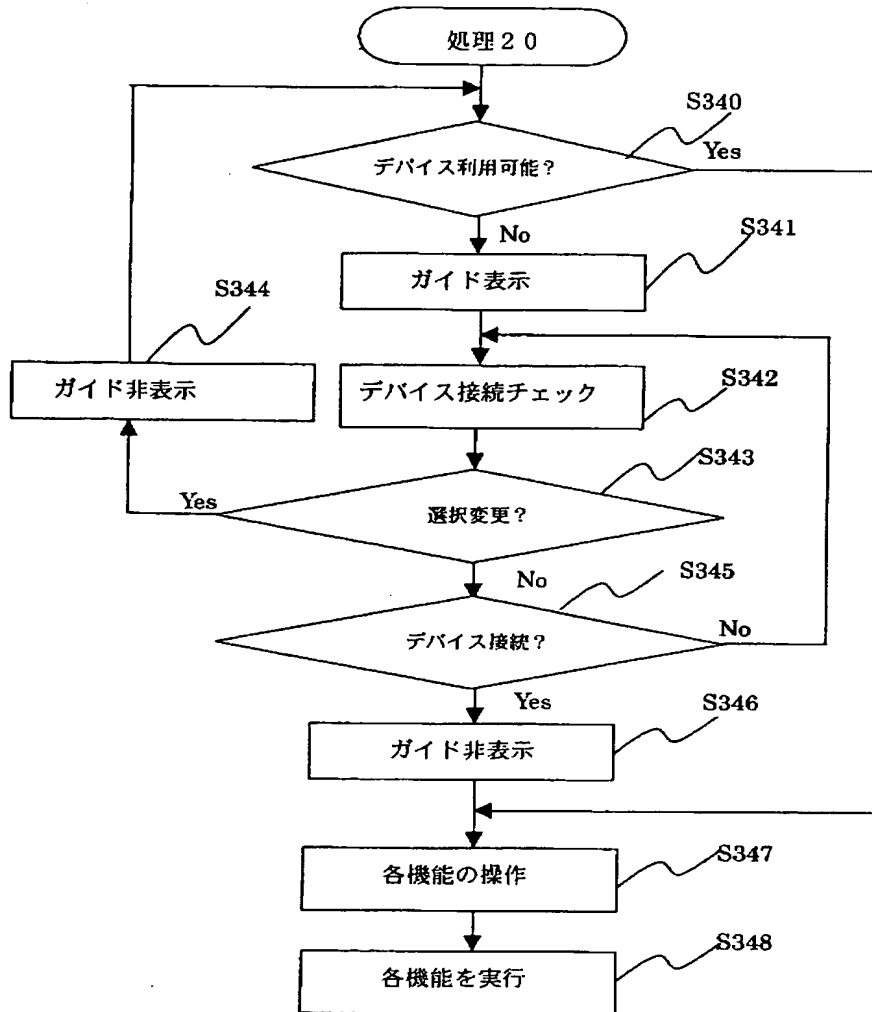 処理20
S340
デバイス利用可能?
Yes
No
S341
ガイド表示
S344
ガイド非表示
デバイス接続チェック
S342
S343
Yes
選択変更?
No
S345
デバイス接続?
No
Yes
S346
ガイド非表示
S347
各機能の操作
S348
各機能を実行